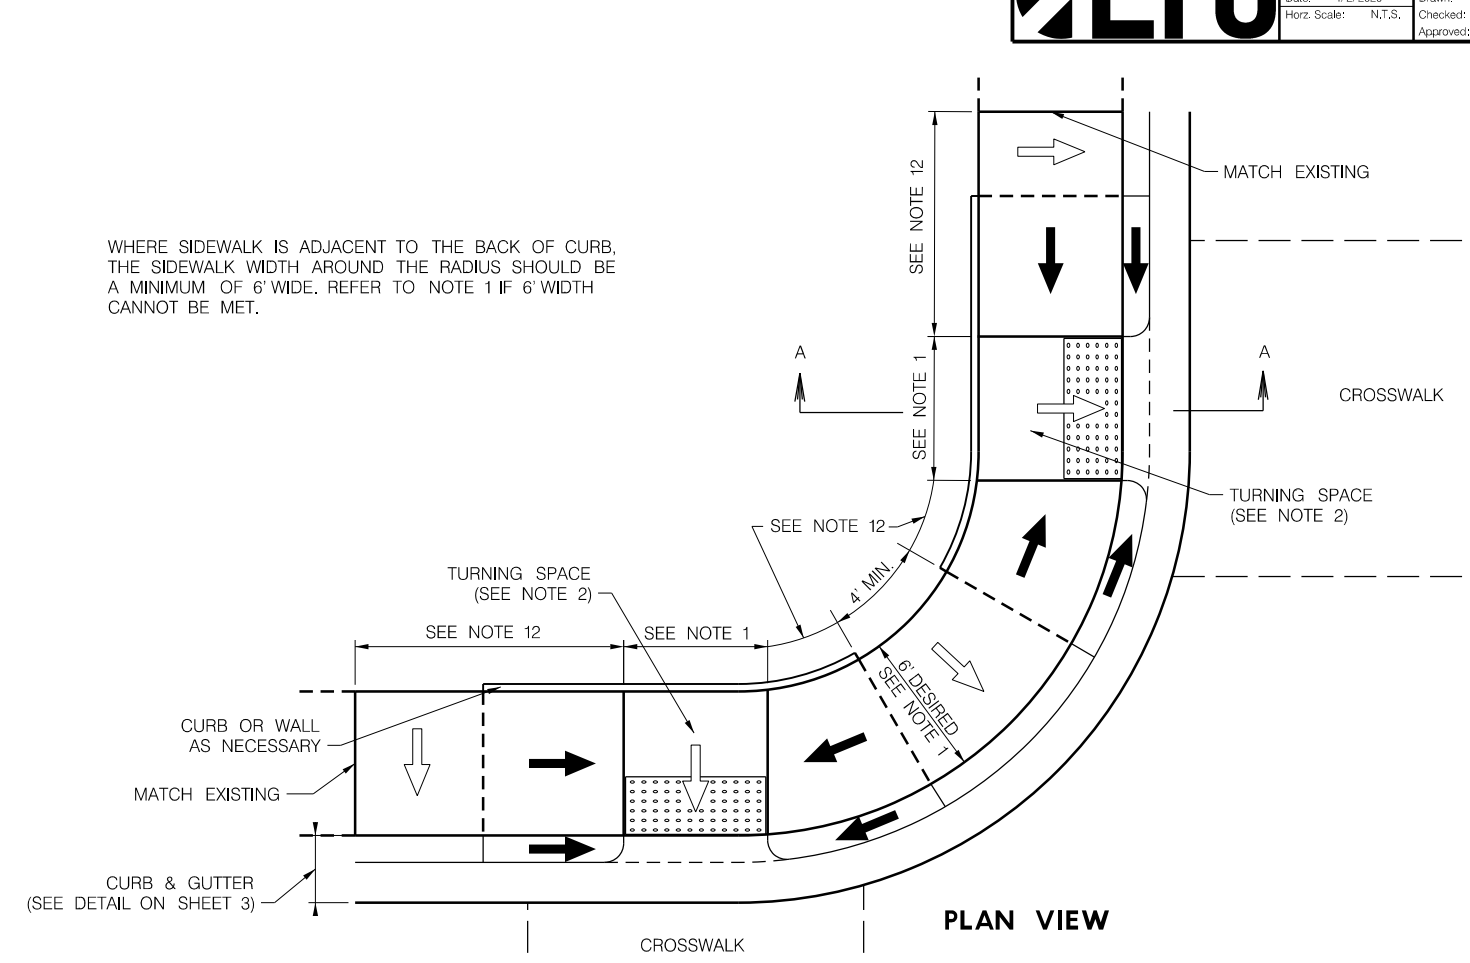 Horz. Scale: N.T.S.
Checked:
Approved:
WHERE SIDEWALK IS ADJACENT TO THE BACK OF CURB,
THE SIDEWALK WIDTH AROUND THE RADIUS SHOULD BE
A MINIMUM OF 6' WIDE. REFER TO NOTE 1 IF 6' WIDTH
CANNOT BE MET.
SEE NOTE 12
MATCH EXISTING
A
SEE NOTE 1
A
CROSSWALK
TURNING SPACE
(SEE NOTE 2)
SEE NOTE 12
4' MIN.
TURNING SPACE
(SEE NOTE 2)
SEE NOTE 12
SEE NOTE 1
6' DESIRED
SEE NOTE 1
CURB OR WALL
AS NECESSARY
MATCH EXISTING
CURB & GUTTER
(SEE DETAIL ON SHEET 3)
PLAN VIEW
CROSSWALK